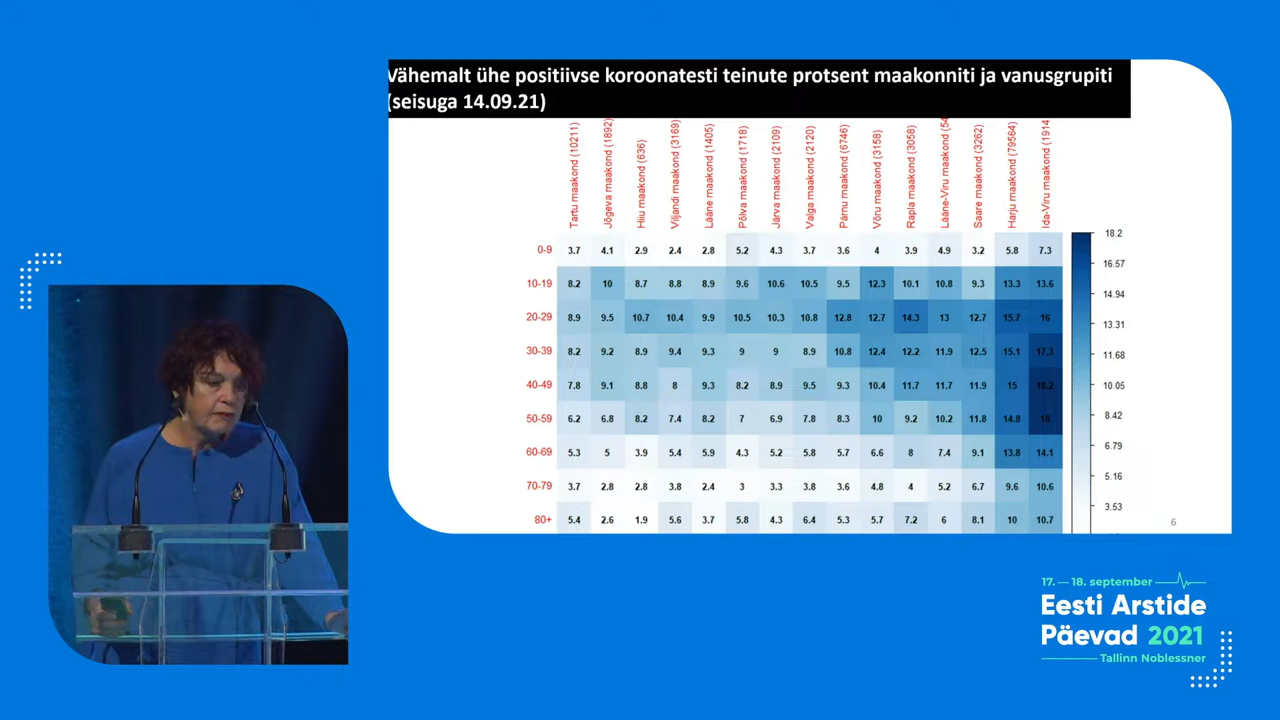 Vähemalt ühe positiivse koroonatesti teinute protsent maakonniti ja vanusgrupiti
(seisuga 14.09.21)
Tartu maakond (10211)
Jõgeva maakond (1892)
Hiiu maakond (636)
Viljandi maakond (3169)
Lääne maakond (1405)
Põlva maakond (1718)
Järva maakond (2109)
Valga maakond (2120)
Pärnu maakond (6746)
Võru maakond (3158)
Rapla maakond (3058)
Lääne-Viru maakond (54
Saare maakond (3262)
Harju maakond (79564)
Ida-Viru maakond (1914
0-9 3.7 4.1 2.9 2.4 2.8 5.2 4.3 3.7 3.6 4 3.9 4.9 3.2 5.8 7.3
10-19 8.2 10 8.7 8.8 8.9 9.6 10.6 10.5 9.5 12.3 10.1 10.8 9.3 13.3 13.6
20-29 8.9 9.5 10.7 10.4 9.9 10.5 10.3 10.8 12.8 12.7 14.3 13 12.7 15.7 16
30-39 8.2 9.2 8.9 9.4 9.3 9 9 8.9 10.8 12.4 12.2 11.9 12.5 15.1 17.3
40-49 7.8 9.1 8.8 8 9.3 8.2 8.9 9.5 9.3 10.4 11.7 11.7 11.9 15 18.2
50-59 6.2 6.8 8.2 7.4 8.2 7 6.9 7.8 8.3 10 9.2 10.2 11.8 14.8 18
60-69 5.3 5 3.9 5.4 5.9 4.3 5.2 5.8 5.7 6.6 8 7.4 9.1 13.8 14.1
70-79 3.7 2.8 2.8 3.8 2.4 3 3.3 3.8 3.6 4.8 4 5.2 6.7 9.6 10.6
80+ 5.4 2.6 1.9 5.6 3.7 5.8 4.3 6.4 5.3 5.7 7.2 6 8.1 10 10.7
18.2
16.57
14.94
13.31
11.68
10.05
8.42
6.79
5.16
3.53
6
17. — 18. september
Eesti Arstide
Päevad 2021
Tallinn Noblessner